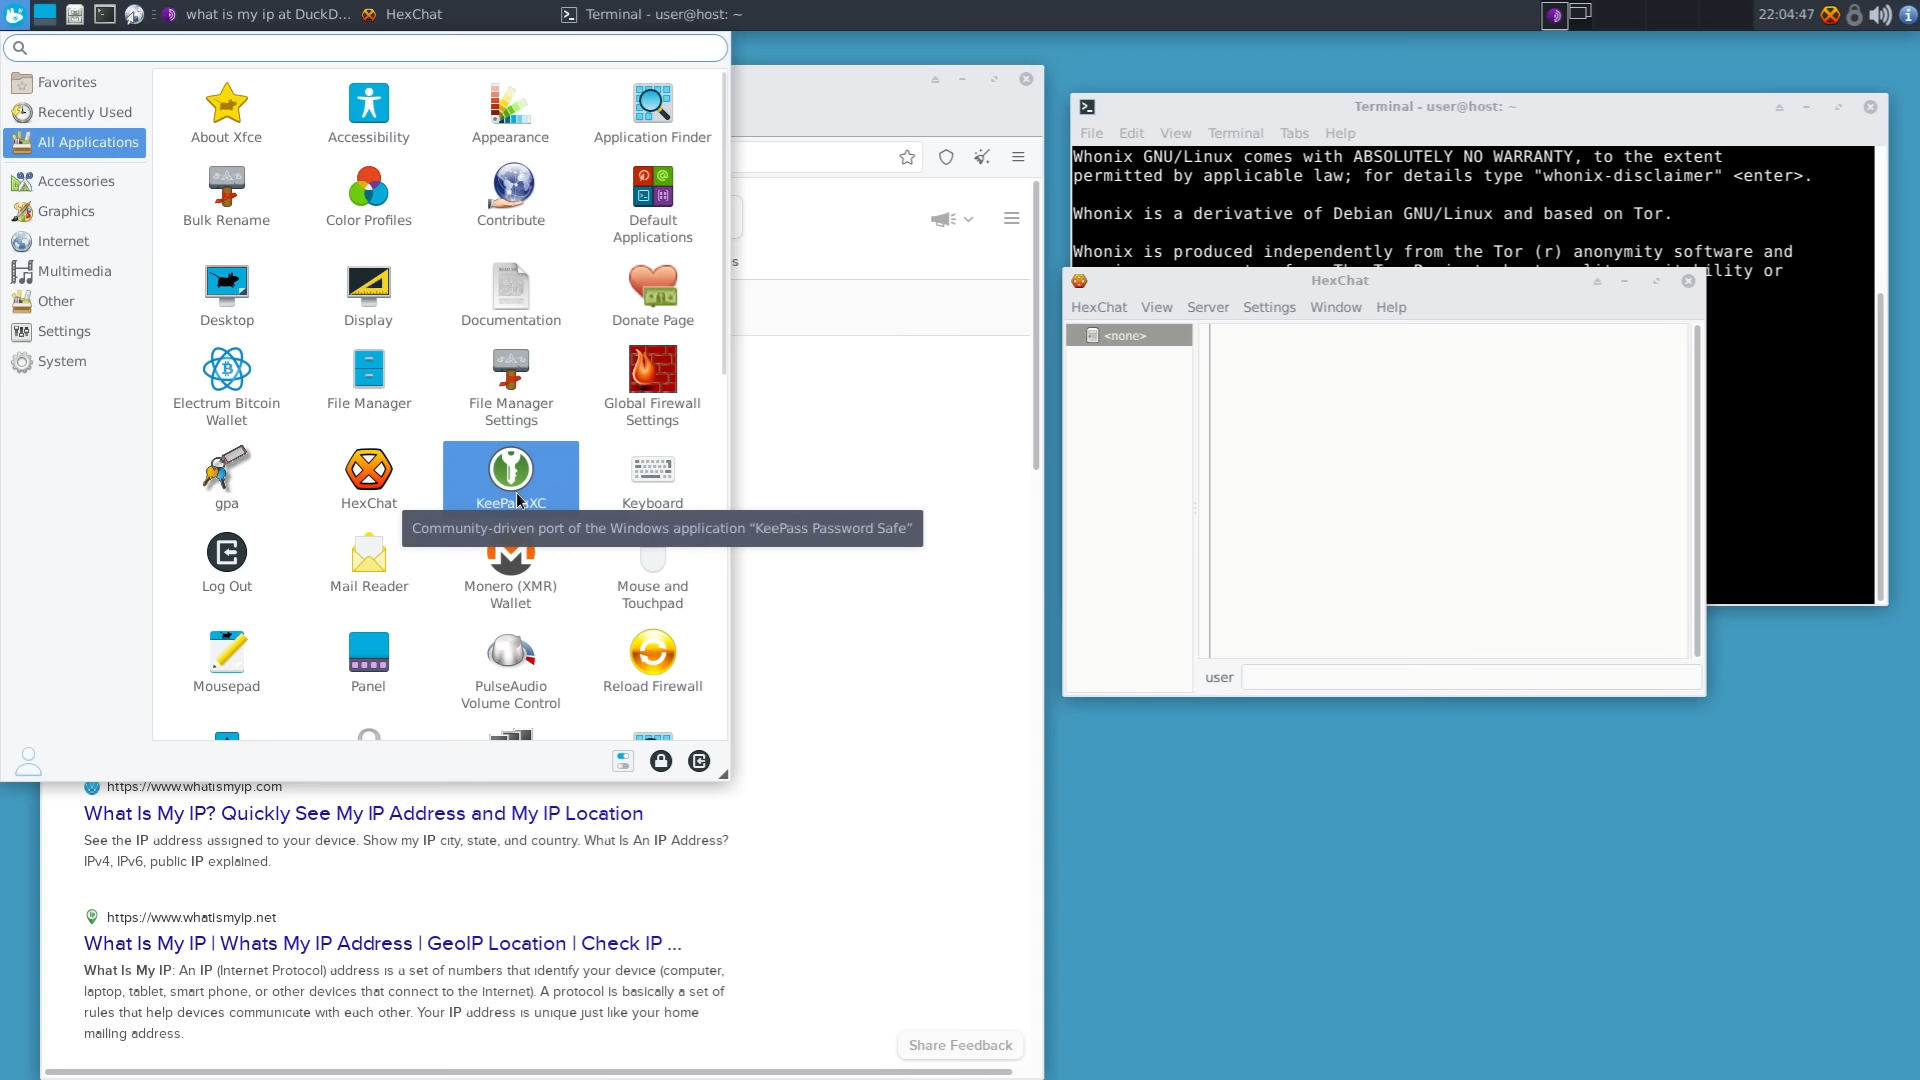 what is my ip at DuckD...
HexChat
Terminal - user@host: ~
22:04:47
Favorites
Recently Used
All Applications
Accessories
Graphics
Internet
Multimedia
Other
Settings
System
About Xfce
Accessibility
Appearance
Application Finder
Bulk Rename
Color Profiles
Contribute
Default
Applications
Desktop
Display
Documentation
Donate Page
Electrum Bitcoin
Wallet
File Manager
File Manager
Settings
Global Firewall
Settings
gpa
HexChat
KeePassXC
Keyboard
Community-driven port of the Windows application “KeePass Password Safe”
Log Out
Mail Reader
Monero (XMR)
Wallet
Mouse and
Touchpad
Mousepad
Panel
PulseAudio
Volume Control
Reload Firewall
s
https://www.whatismyip.com
What Is My IP? Quickly See My IP Address and My IP Location
See the IP address assigned to your device. Show my IP city, state, and country. What Is An IP Address?
IPv4, IPv6, public IP explained.
https://www.whatismyip.net
What Is My IP | Whats My IP Address | GeoIP Location | Check IP ...
What Is My IP: An IP (Internet Protocol) address is a set of numbers that identify your device (computer,
laptop, tablet, smart phone, or other devices that connect to the internet). A protocol is basically a set of
rules that help devices communicate with each other. Your IP address is unique just like your home
mailing address.
Share Feedback
Terminal - user@host: ~
File Edit View Terminal Tabs Help
Whonix GNU/Linux comes with ABSOLUTELY NO WARRANTY, to the extent
permitted by applicable law; for details type "whonix-disclaimer" <enter>.
Whonix is a derivative of Debian GNU/Linux and based on Tor.
Whonix is produced independently from the Tor (r) anonymity software and
ility or
HexChat
HexChat View Server Settings Window Help
<none>
user